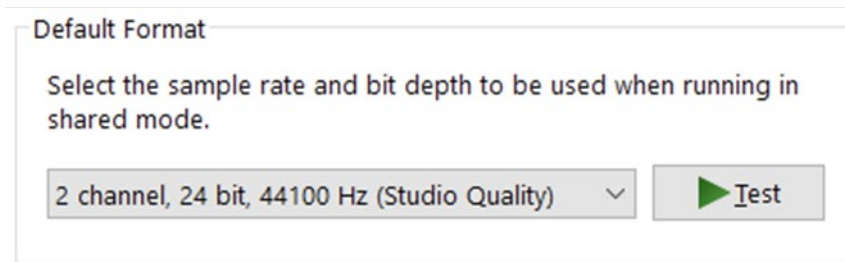 Default Format
Select the sample rate and bit depth to be used when running in
shared mode.
2 channel, 24 bit, 44100 Hz (Studio Quality)
Test